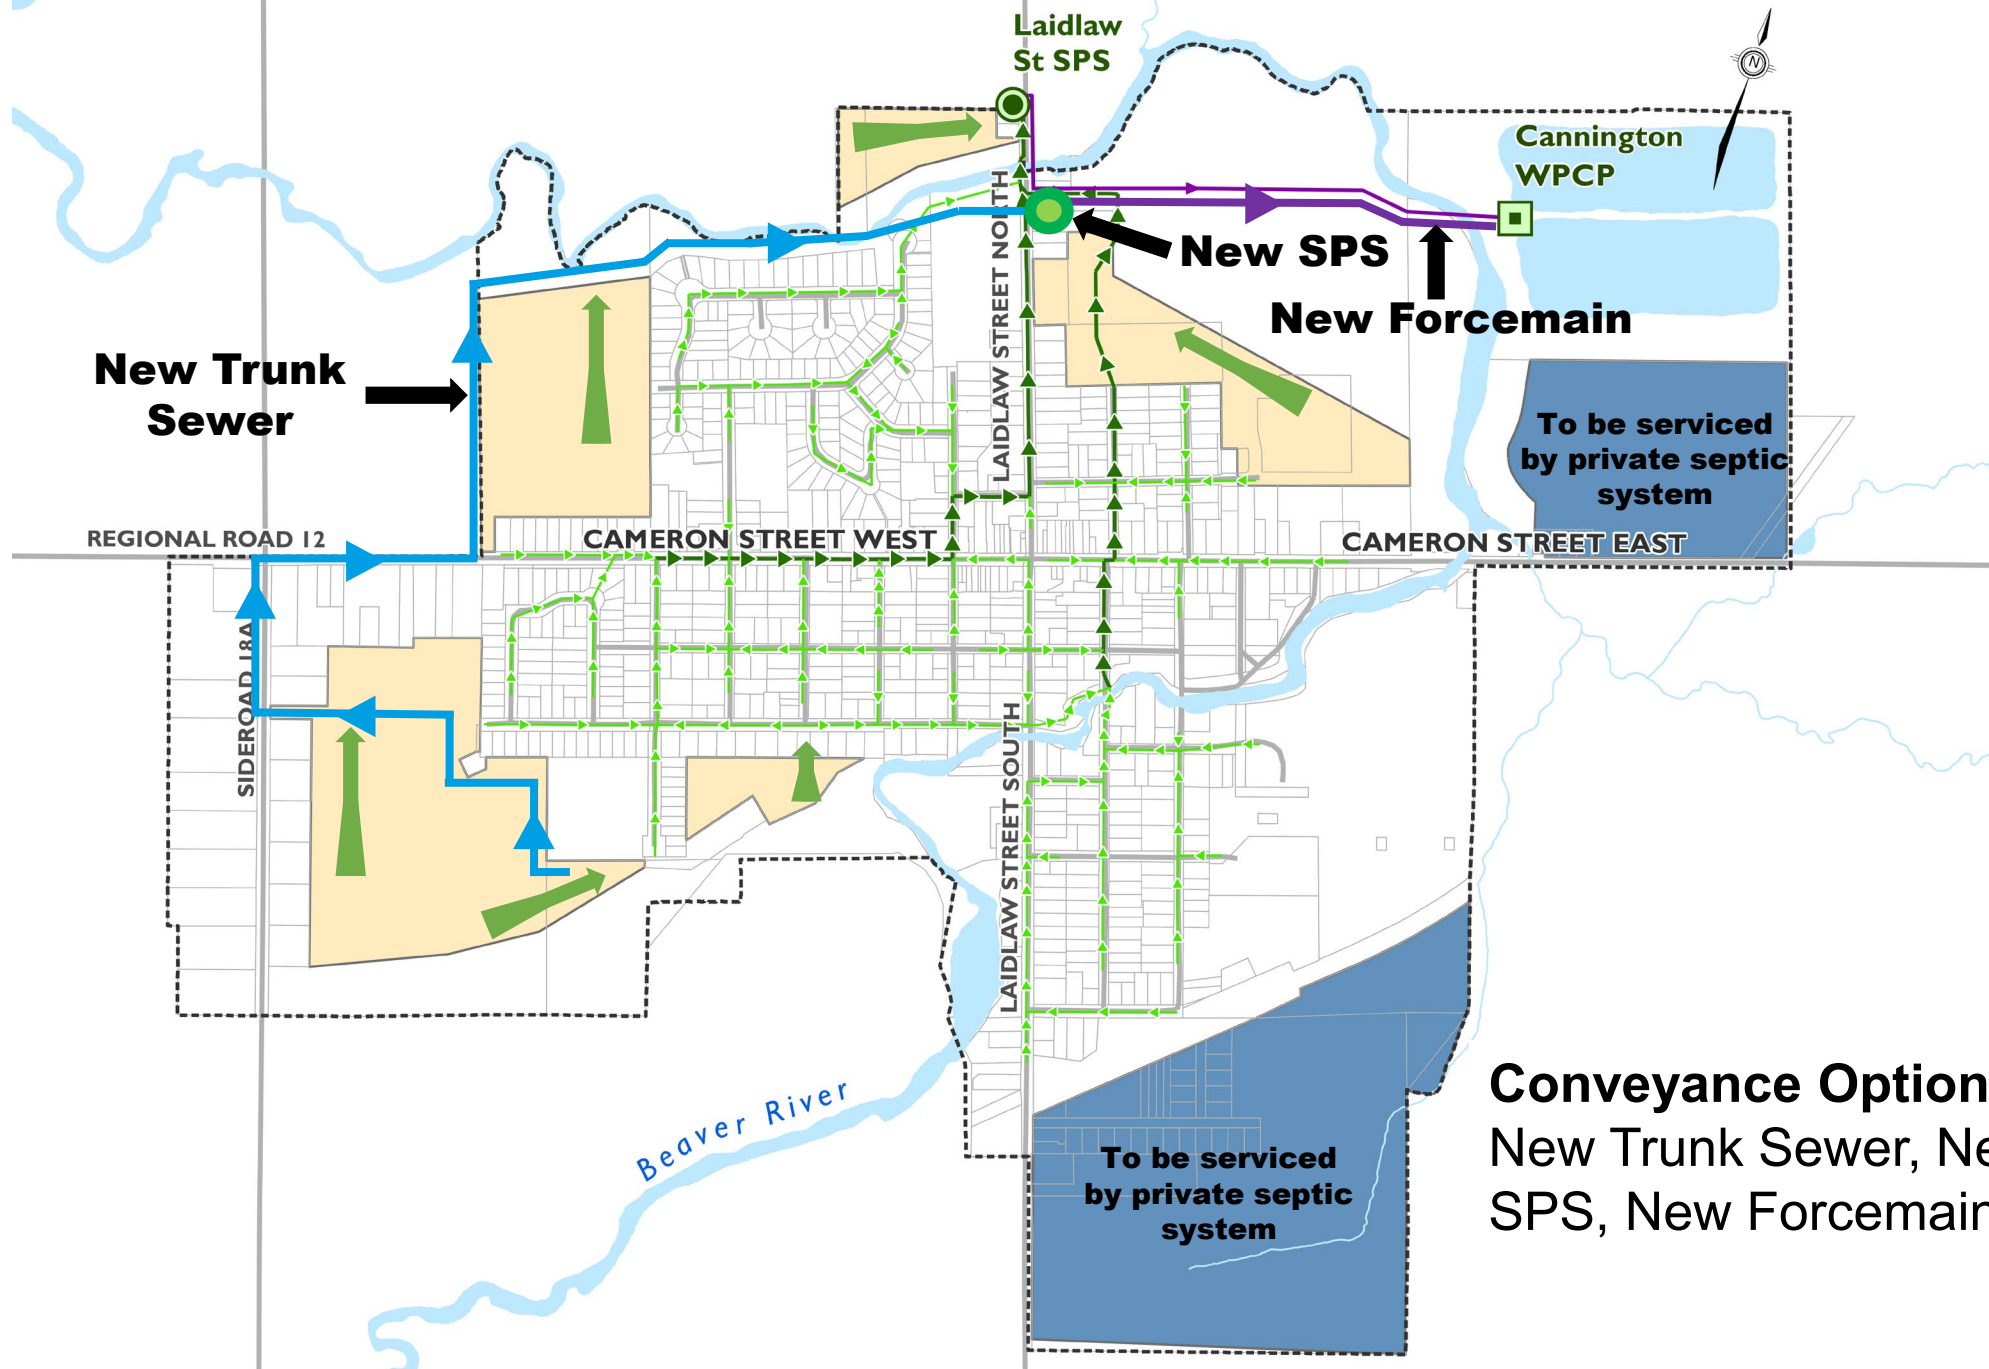 Laidlaw
St SPS
N
Cannington
WPCP
LAIDLAW STREET NORTH
New SPS
New Forcemain
New Trunk
Sewer
To be serviced
by private septic
system
REGIONAL ROAD 12
CAMERON STREET WEST
CAMERON STREET EAST
SIDEROAD 18A
LAIDLAW STREET SOUTH
Beaver River
To be serviced
by private septic
system
Conveyance Option
New Trunk Sewer, Ne
SPS, New Forcemain